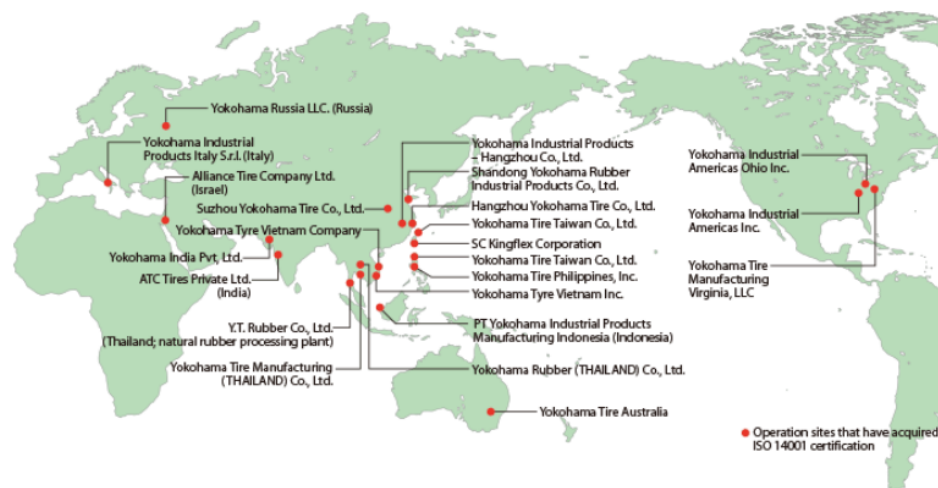 Yokohama Russia LLC. (Russia)
Yokohama Industrial
Products Italy S.r.l. (Italy)
Alliance Tire Company Ltd.
(Israel)
Suzhou Yokohama Tire Co., Ltd.
Yokohama Tyre Vietnam Company
Yokohama India Pvt, Ltd.
ATC Tires Private Ltd.
(India)
Y.T. Rubber Co., Ltd.
(Thailand; natural rubber processing plant)
Yokohama Tire Manufacturing
(THAILAND) Co., Ltd.
Yokohama Industrial Products
– Hangzhou Co., Ltd.
Shandong Yokohama Rubber
Industrial Products Co., Ltd.
Hangzhou Yokohama Tire Co., Ltd.
Yokohama Tire Taiwan Co., Ltd.
SC Kingflex Corporation
Yokohama Tire Taiwan Co., Ltd.
Yokohama Tire Philippines, Inc.
Yokohama Tyre Vietnam Inc.
PT Yokohama Industrial Products
Manufacturing Indonesia (Indonesia)
Yokohama Rubber (THAILAND) Co., Ltd.
Yokohama Tire Australia
Yokohama Industrial
Americas Ohio Inc.
Yokohama Industrial
Americas Inc.
Yokohama Tire
Manufacturing
Virginia, LLC
Operation sites that have acquired
ISO 14001 certification